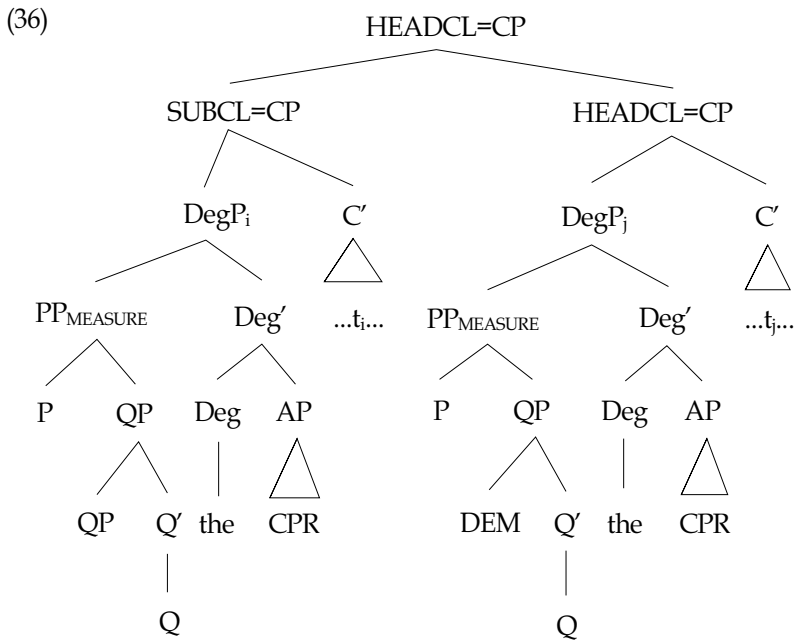 (36)
HEADCL=CP
SUBCL=CP HEADCL=CP
DegPi C' DegPj C'
PPMEASURE Deg' ...ti... PPMEASURE Deg' ...tj...
P QP Deg AP P QP Deg AP
QP Q' the CPR DEM Q' the CPR
Q Q